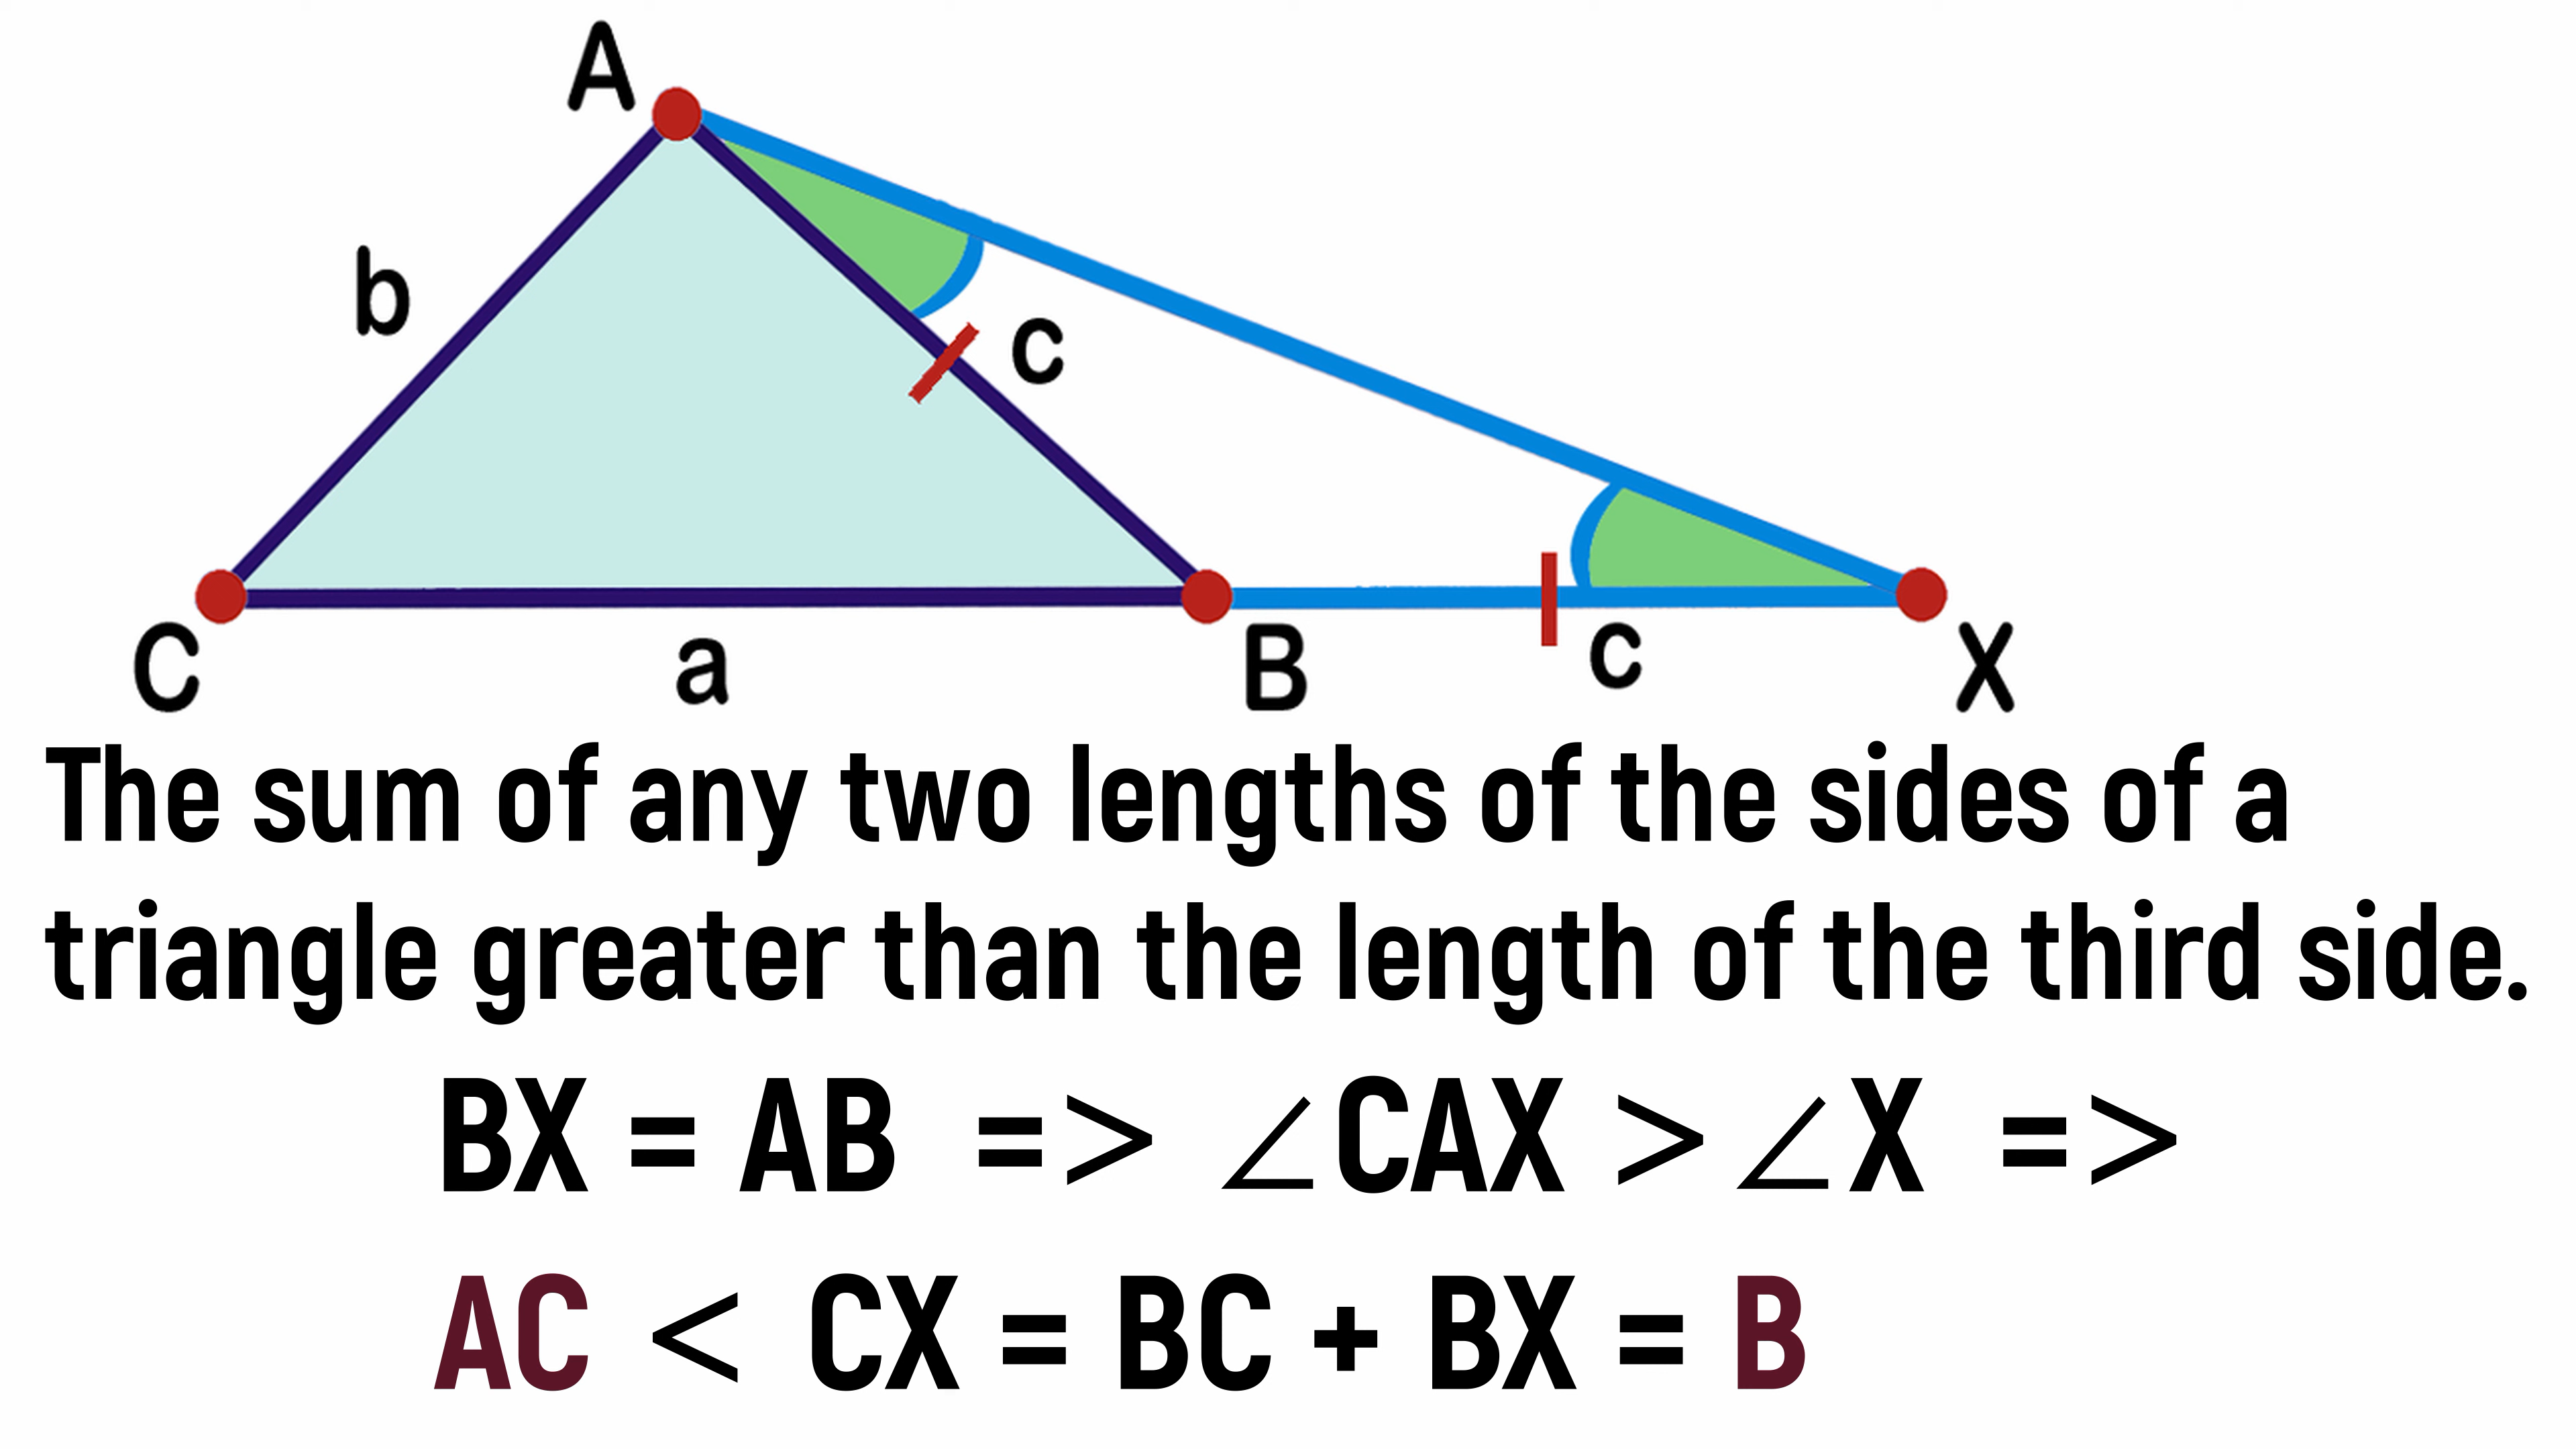 A
b
c
C
a
B
c
X
The sum of any two lengths of the sides of a
triangle greater than the length of the third side.
BX = AB => ∠CAX > ∠X =>
AC < CX = BC + BX = B